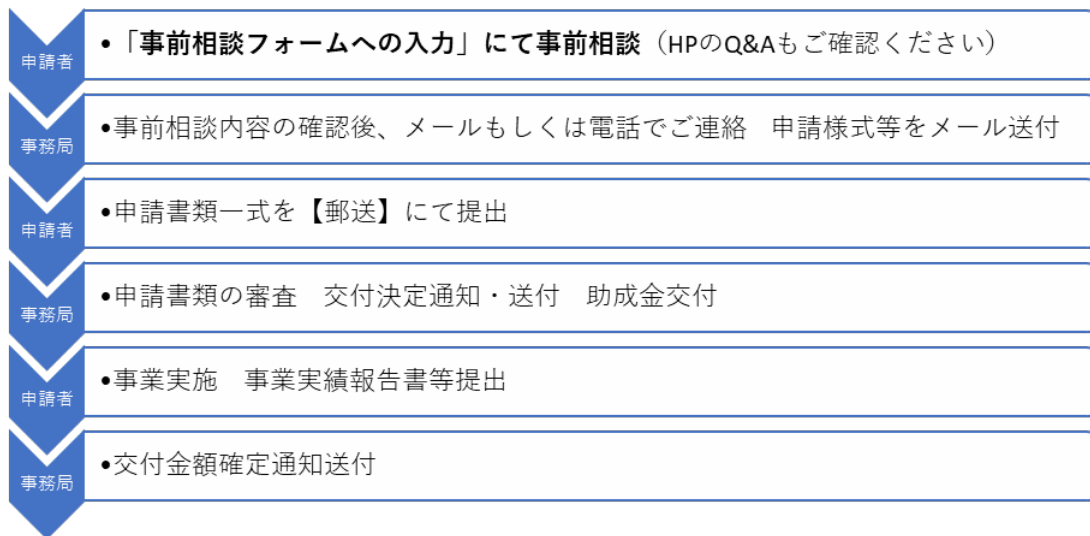 申請者
•「事前相談フォームへの入力」にて事前相談（HPのQ&Aもご確認ください）
事務局
•事前相談内容の確認後、メールもしくは電話でご連絡　申請様式等をメール送付
申請者
•申請書類一式を【郵送】にて提出
事務局
•申請書類の審査　交付決定通知・送付　助成金交付
申請者
•事業実施　事業実績報告書等提出
事務局
•交付金額確定通知送付